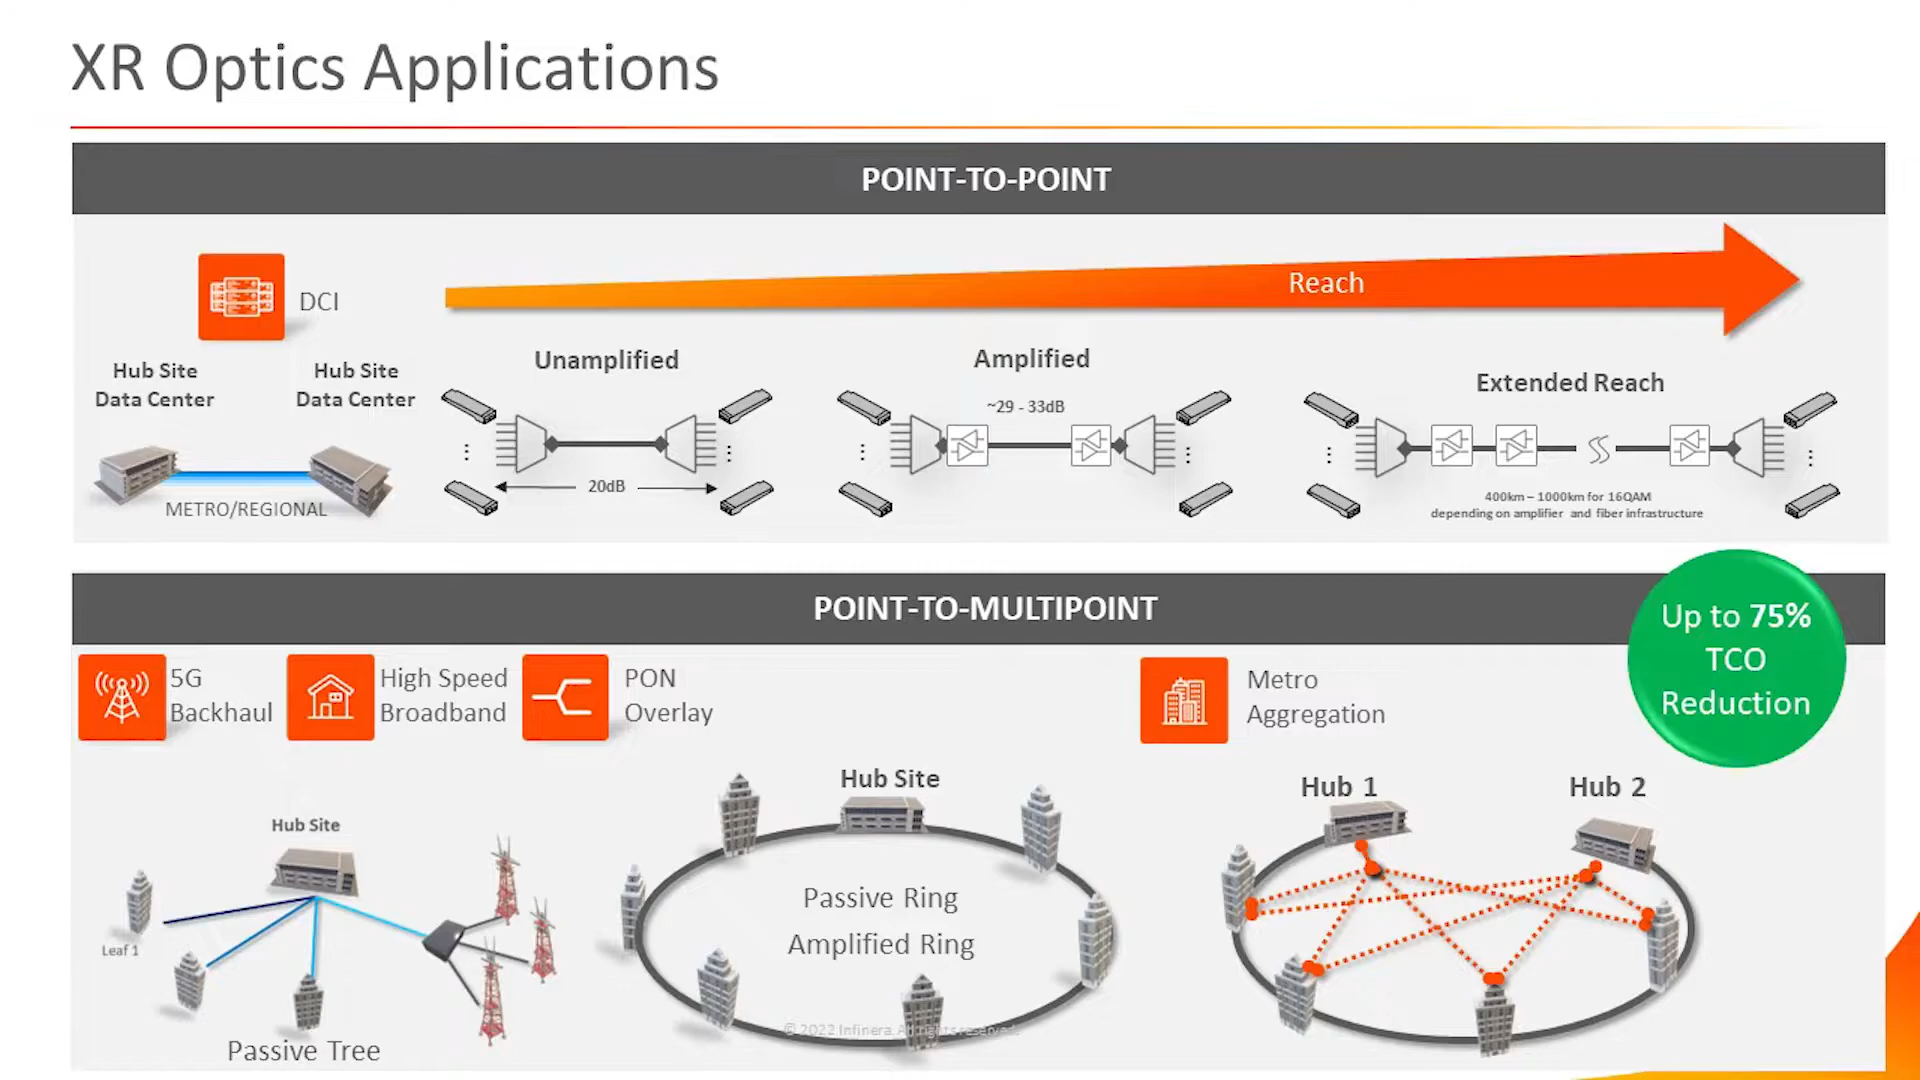 XR Optics Applications
POINT-TO-POINT
DCI
Reach
Hub Site
Data Center
Hub Site
Data Center
METRO/REGIONAL
Unamplified
20dB
Amplified
~29 - 33dB
Extended Reach
400km – 1000km for 16QAM
depending on amplifier and fiber infrastructure
POINT-TO-MULTIPOINT
Up to 75%
TCO
Reduction
5G
Backhaul
High Speed
Broadband
PON
Overlay
Metro
Aggregation
Hub Site
Leaf 1
Passive Tree
Hub Site
Passive Ring
Amplified Ring
Hub 1
Hub 2
© 2022 Infinera. All rights reserved.